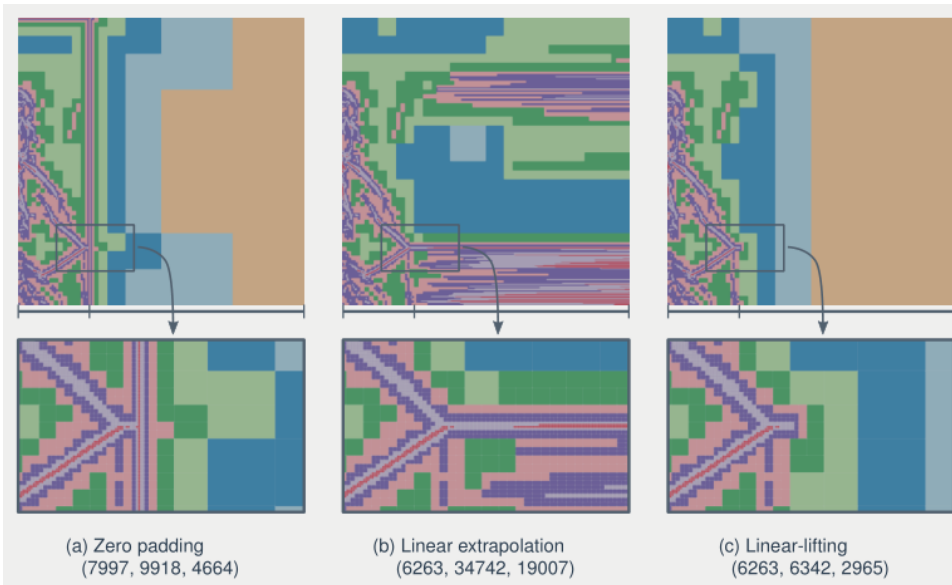 (a) Zero padding
(7997, 9918, 4664)
(b) Linear extrapolation
(6263, 34742, 19007)
(c) Linear-lifting
(6263, 6342, 2965)